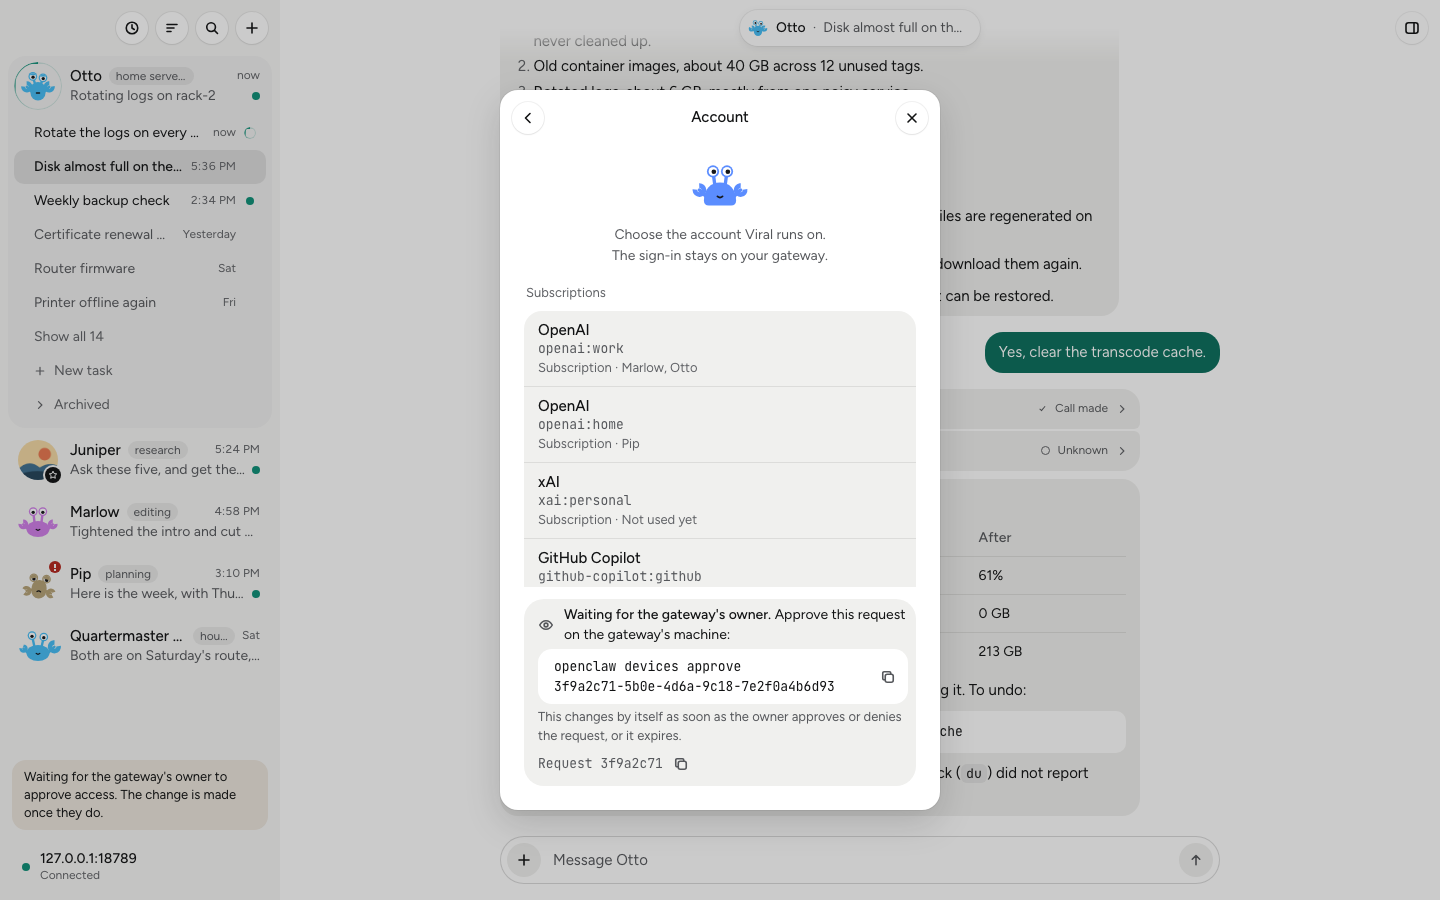 Otto
home serve...
now
Rotating logs on rack-2
Rotate the logs on every ...
now
Disk almost full on the...
5:36 PM
Weekly backup check
2:34 PM
Certificate renewal ...
Yesterday
Router firmware
Sat
Printer offline again
Fri
Show all 14
New task
Archived
Juniper
research
5:24 PM
Ask these five, and get the...
Marlow
editing
4:58 PM
Tightened the intro and cut ...
Pip
planning
3:10 PM
Here is the week, with Thu...
Quartermaster ...
hou...
Sat
Both are on Saturday's route,...
Waiting for the gateway's owner to
approve access. The change is made
once they do.
127.0.0.1:18789
Connected
Otto · Disk almost full on th...
never cleaned up.
2. Old container images, about 40 GB across 12 unused tags.
iles are regenerated on
download them again.
can be restored.
Yes, clear the transcode cache.
Call made
Unknown
After
61%
0 GB
213 GB
g it. To undo:
che
ck (du) did not report
Message Otto
Account
Choose the account Viral runs on.
The sign-in stays on your gateway.
Subscriptions
OpenAI
openai:work
Subscription · Marlow, Otto
OpenAI
openai:home
Subscription · Pip
xAI
xai:personal
Subscription · Not used yet
GitHub Copilot
github-copilot:github
Waiting for the gateway's owner. Approve this request
on the gateway's machine:
openclaw devices approve
3f9a2c71-5b0e-4d6a-9c18-7e2f0a4b6d93
This changes by itself as soon as the owner approves or denies
the request, or it expires.
Request 3f9a2c71